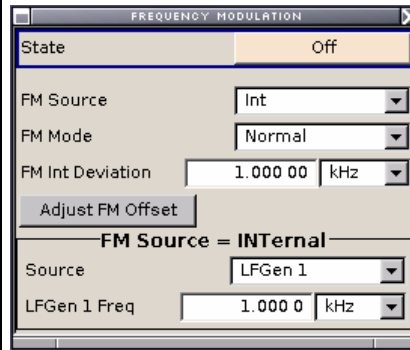 FREQUENCY MODULATION
State Off
FM Source Int
FM Mode Normal
FM Int Deviation 1.000 00 kHz
Adjust FM Offset
FM Source = INTernal
Source LFGen 1
LFGen 1 Freq 1.000 0 kHz